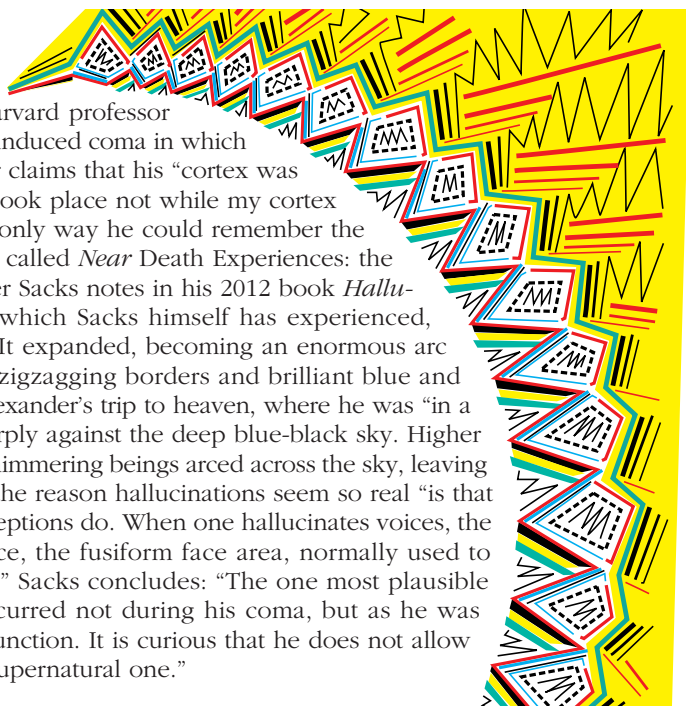 arvard professor
induced coma in which
r claims that his “cortex was
ook place not while my cortex
only way he could remember the
called Near Death Experiences: the
er Sacks notes in his 2012 book Hallu-
which Sacks himself has experienced,
It expanded, becoming an enormous arc
zigzagging borders and brilliant blue and
exander’s trip to heaven, where he was “in a
rply against the deep blue-black sky. Higher
himmering beings arced across the sky, leaving
he reason hallucinations seem so real “is that
eptions do. When one hallucinates voices, the
ce, the fusiform face area, normally used to
” Sacks concludes: “The one most plausible
curred not during his coma, but as he was
unction. It is curious that he does not allow
upernatural one.”